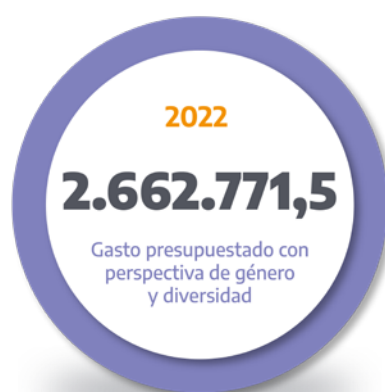 2022
2.662.771,5
Gasto presupuestado con
perspectiva de género
y diversidad